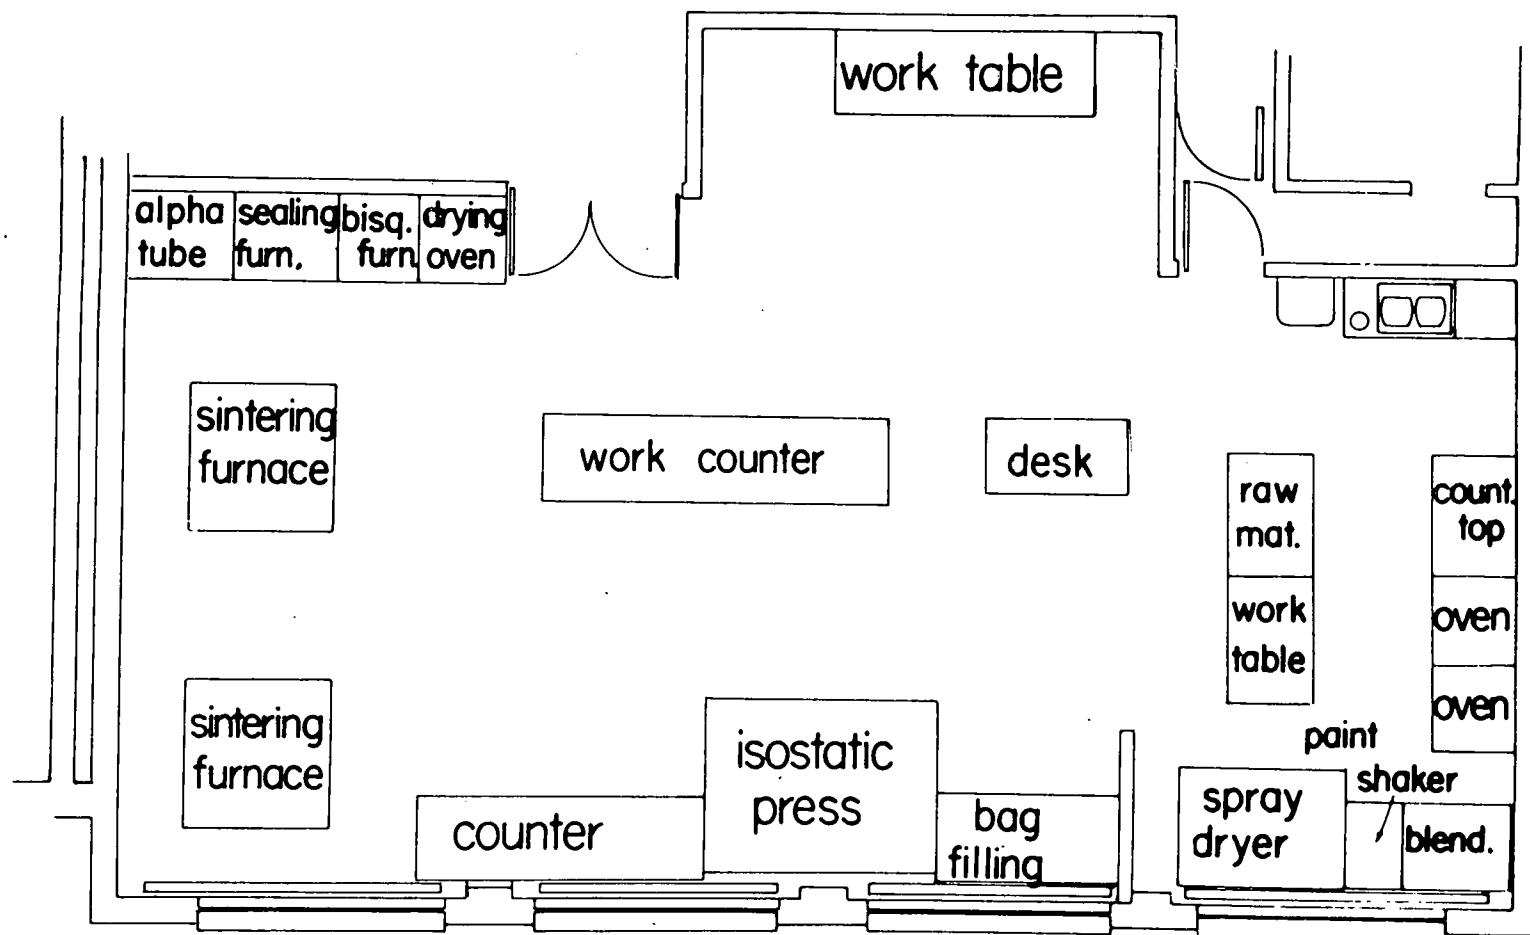 work table
alpha
tube
sealing
furn.
bisq.
furn.
drying
oven
sintering
furnace
work counter
desk
raw
mat.
count.
top
work
table
oven
oven
sintering
furnace
isostatic
press
paint
shaker
counter
bag
filling
spray
dryer
blend.